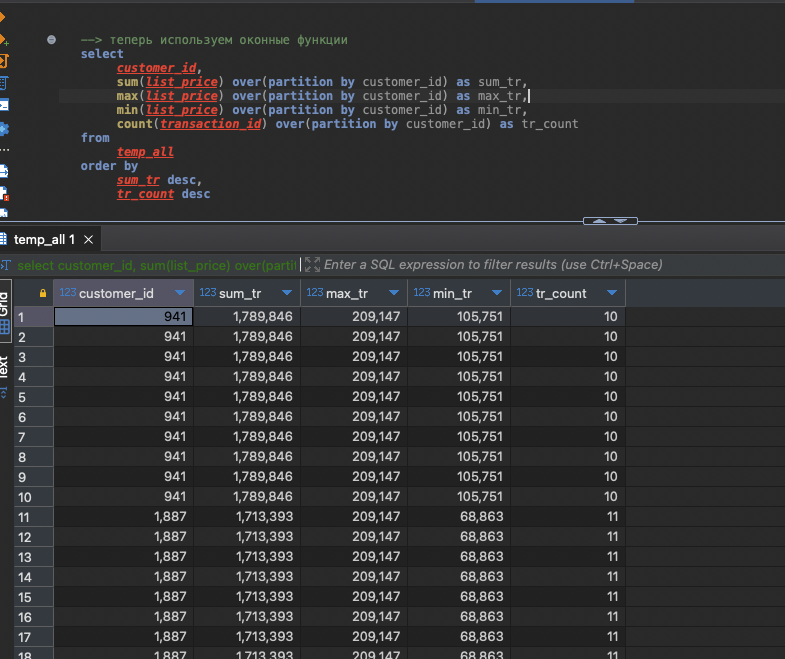 --> теперь используем оконные функции
select
customer_id,
sum(list_price) over(partition by customer_id) as sum_tr,
max(list_price) over(partition by customer_id) as max_tr,
min(list_price) over(partition by customer_id) as min_tr,
count(transaction_id) over(partition by customer_id) as tr_count
from
temp_all
order by
sum_tr desc,
tr_count desc
temp_all 1
select customer_id, sum(list_price) over(parti Enter a SQL expression to filter results (use Ctrl+Space)
Grid
Text
123 customer_id 123 sum_tr 123 max_tr 123 min_tr 123 tr_count
1 941 1,789,846 209,147 105,751 10
2 941 1,789,846 209,147 105,751 10
3 941 1,789,846 209,147 105,751 10
4 941 1,789,846 209,147 105,751 10
5 941 1,789,846 209,147 105,751 10
6 941 1,789,846 209,147 105,751 10
7 941 1,789,846 209,147 105,751 10
8 941 1,789,846 209,147 105,751 10
9 941 1,789,846 209,147 105,751 10
10 941 1,789,846 209,147 105,751 10
11 1,887 1,713,393 209,147 68,863 11
12 1,887 1,713,393 209,147 68,863 11
13 1,887 1,713,393 209,147 68,863 11
14 1,887 1,713,393 209,147 68,863 11
15 1,887 1,713,393 209,147 68,863 11
16 1,887 1,713,393 209,147 68,863 11
17 1,887 1,713,393 209,147 68,863 11
18 1,887 1,713,393 209,147 68,863 11